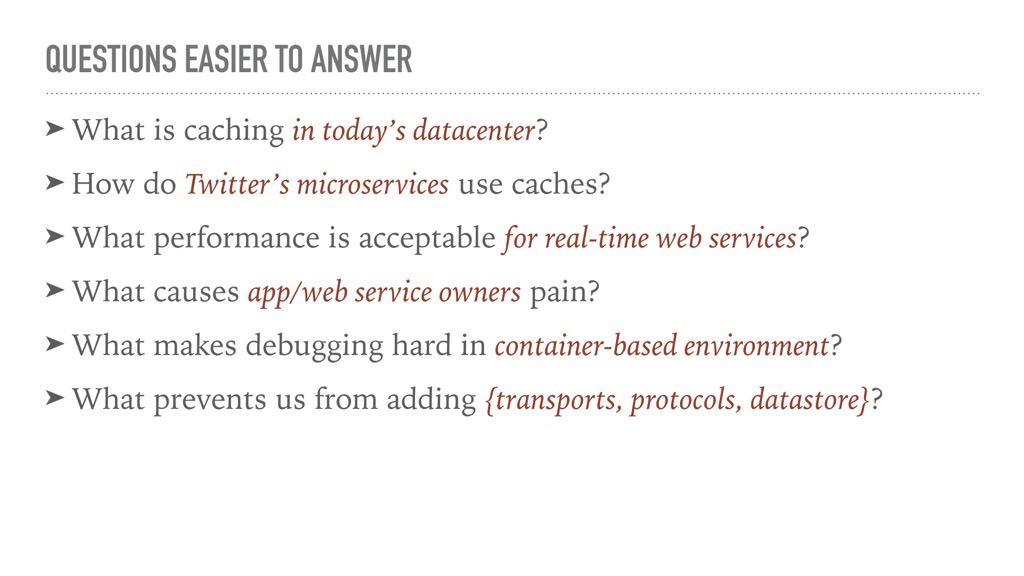 QUESTIONS EASIER TO ANSWER
➤ What is caching in today’s datacenter?
➤ How do Twitter’s microservices use caches?
➤ What performance is acceptable for real-time web services?
➤ What causes app/web service owners pain?
➤ What makes debugging hard in container-based environment?
➤ What prevents us from adding {transports, protocols, datastore}?